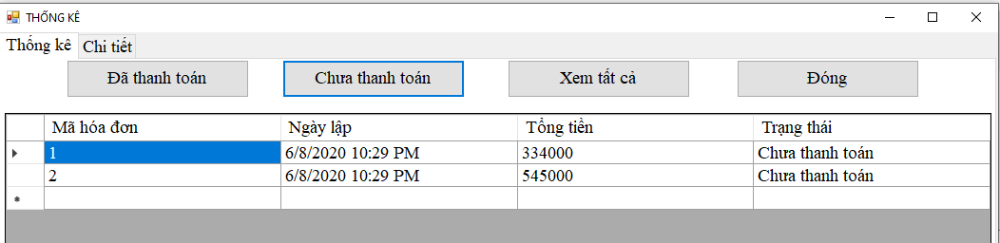 THỐNG KÊ
Thống kê Chi tiết
Đã thanh toán Chưa thanh toán Xem tất cả Đóng
Mã hóa đơn Ngày lập Tổng tiền Trạng thái
1 6/8/2020 10:29 PM 334000 Chưa thanh toán
2 6/8/2020 10:29 PM 545000 Chưa thanh toán